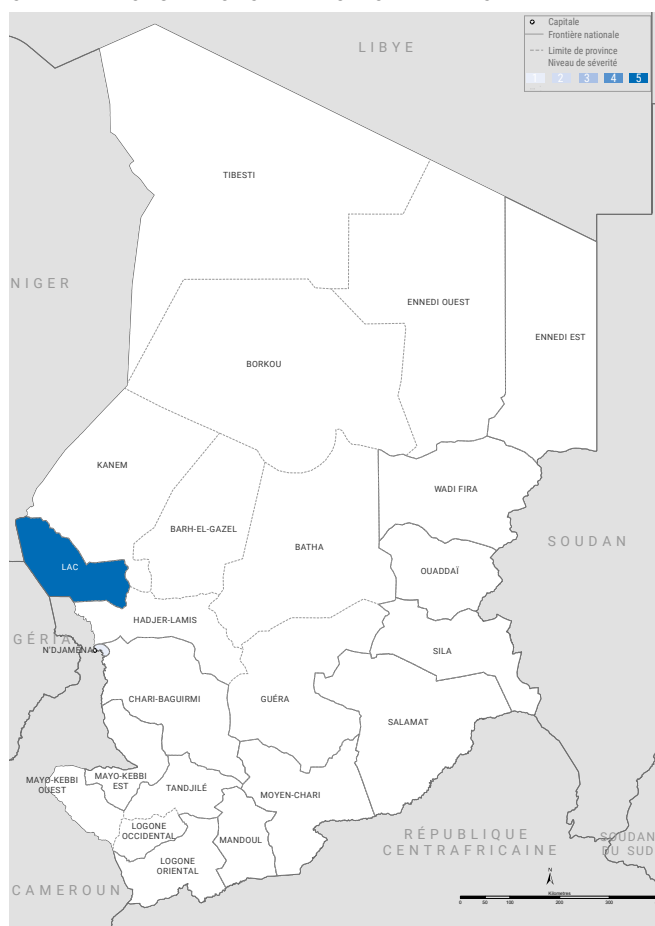 Capitale
Frontière nationale
Limite de province
Niveau de séverité
1 2 3 4 5
LIBYE
TIBESTI
NIGER
ENNEDI OUEST
ENNEDI EST
BORKOU
KANEM
WADI FIRA
BARH-EL-GAZEL
BATHA
SOUDAN
LAC
OUADDAÏ
HADJER-LAMIS
GÉRIA
N'DJAMENA
SILA
CHARI-BAGUIRMI
GUÉRA
SALAMAT
MAYO-KEBBI
OUEST
MAYO-KEBBI
EST
TANDJILÉ
MOYEN-CHARI
LOGONE
OCCIDENTAL
MANDOUL
RÉPUBLIQUE
CENTRAFRICAINE
SOUDAN
DU SUD
LOGONE
ORIENTAL
CAMEROUN
N
Kilometres
0 50 100 200 300